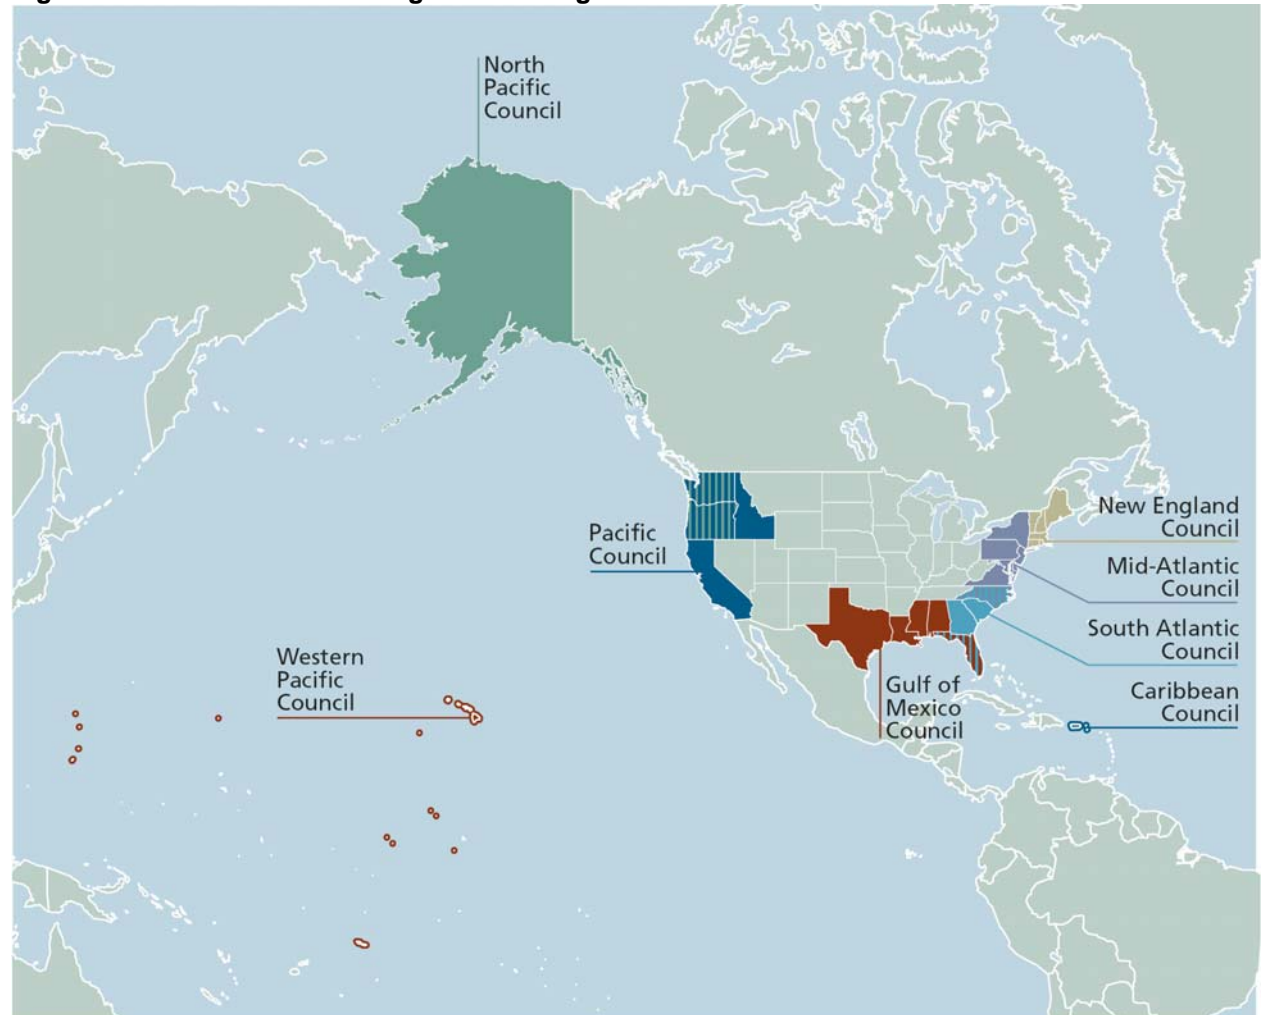 North
Pacific
Council
New England
Council
Pacific
Council
Mid-Atlantic
Council
South Atlantic
Council
Western
Pacific
Council
Gulf of
Mexico
Council
Caribbean
Council